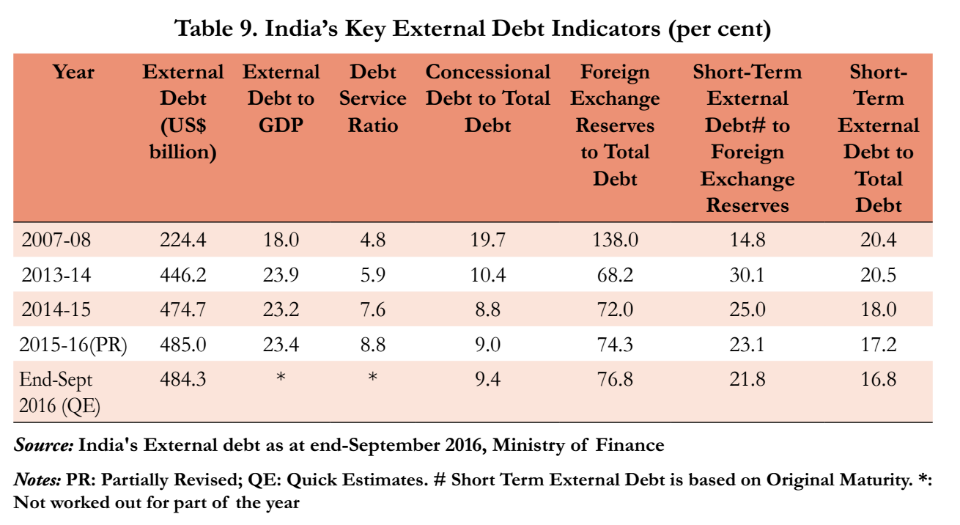 Table 9. India’s Key External Debt Indicators (per cent)
Year External External Debt Concessional Foreign Short-Term Short-
Debt Debt to Service Debt to Total Exchange External Term
(US$ GDP Ratio Debt Reserves Debt# to External
billion) to Total Foreign Debt to
Debt Exchange Total
Reserves Debt
2007-08 224.4 18.0 4.8 19.7 138.0 14.8 20.4
2013-14 446.2 23.9 5.9 10.4 68.2 30.1 20.5
2014-15 474.7 23.2 7.6 8.8 72.0 25.0 18.0
2015-16(PR) 485.0 23.4 8.8 9.0 74.3 23.1 17.2
End-Sept 484.3 * * 9.4 76.8 21.8 16.8
2016 (QE)
Source: India's External debt as at end-September 2016, Ministry of Finance
Notes: PR: Partially Revised; QE: Quick Estimates. # Short Term External Debt is based on Original Maturity. *:
Not worked out for part of the year